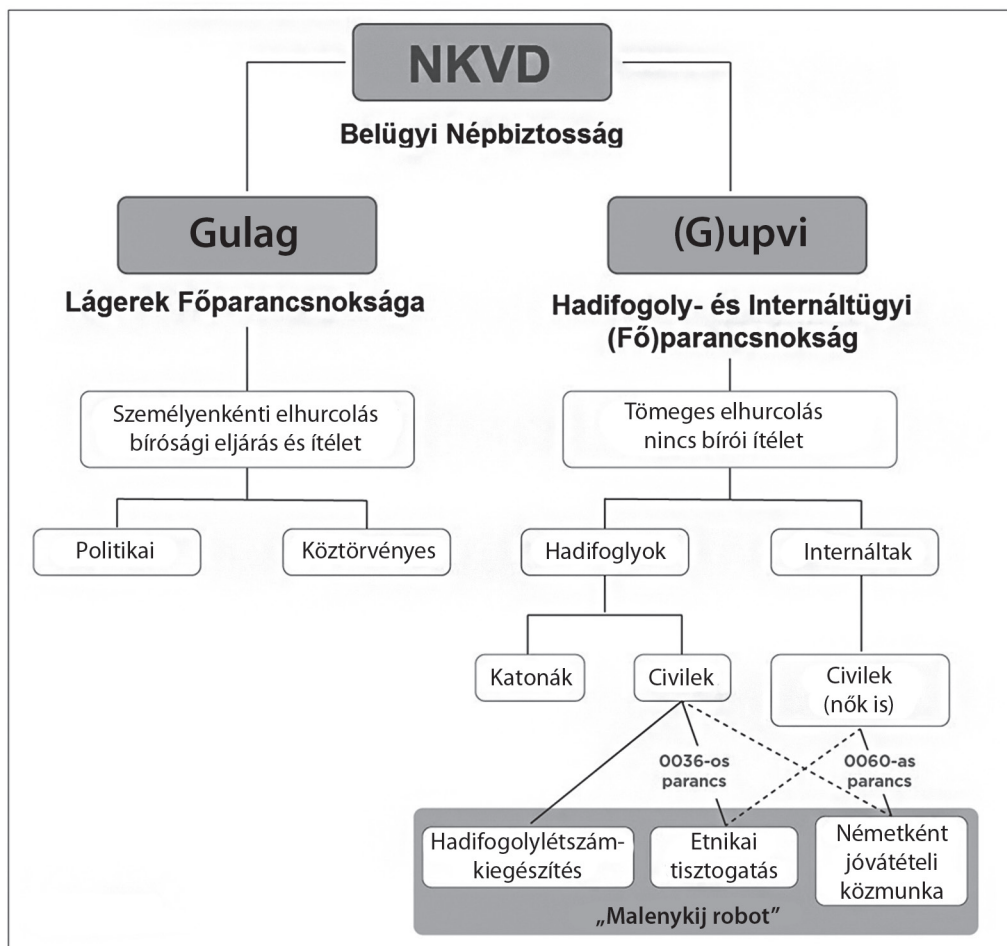 NKVD
Belügyi Népbiztosság
Gulag
Lágerek Főparancsnoksága
(G)upvi
Hadifogoly- és Internáltügyi
(Fő)parancsnokság
Személyenkénti elhurcolás
bírósági eljárás és ítélet
Tömeges elhurcolás
nincs bírói ítélet
Politikai
Köztörvényes
Hadifoglyok
Internáltak
Katonák
Civilek
Civilek
(nők is)
0036-os
parancs
0060-as
parancs
Hadifogolylétszám-
kiegészítés
Etnikai
tisztogatás
Németként
jóvátételi
közmunka
„Malenykij robot”